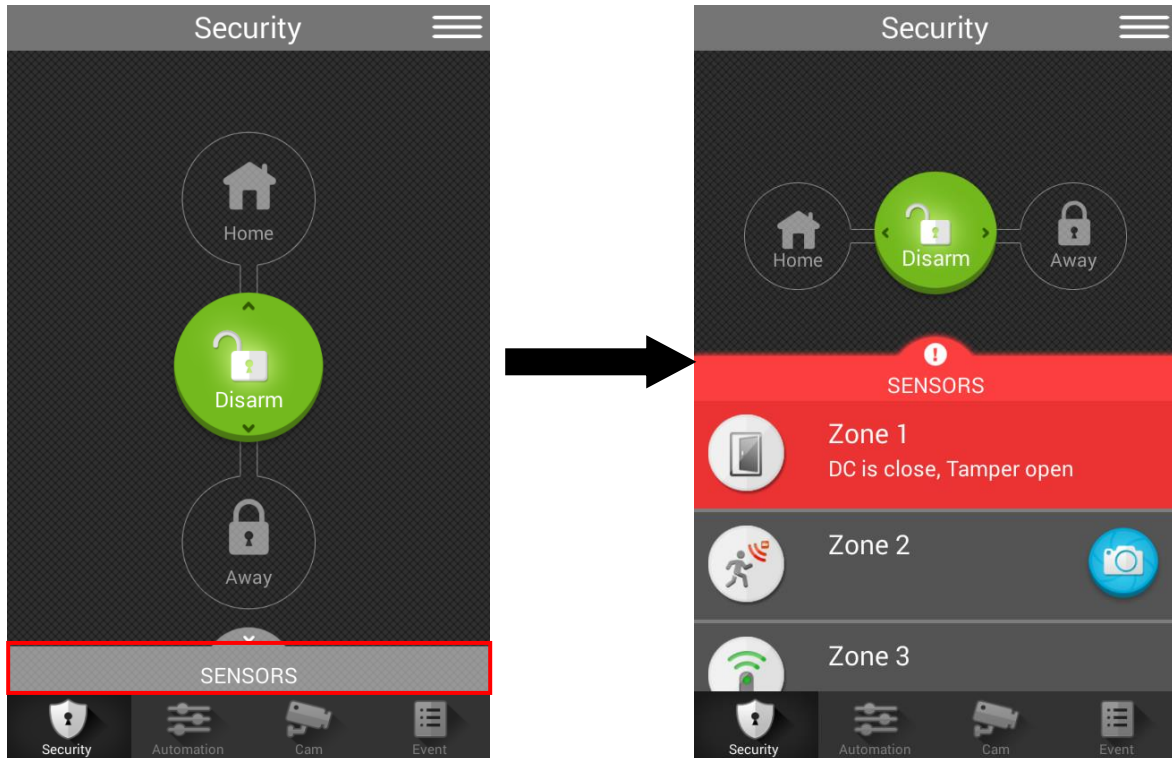 Security
Home
Disarm
Away
SENSORS
Security Automation Cam Event
Security
Home Disarm Away
SENSORS
Zone 1
DC is close, Tamper open
Zone 2
Zone 3
Security Automation Cam Event